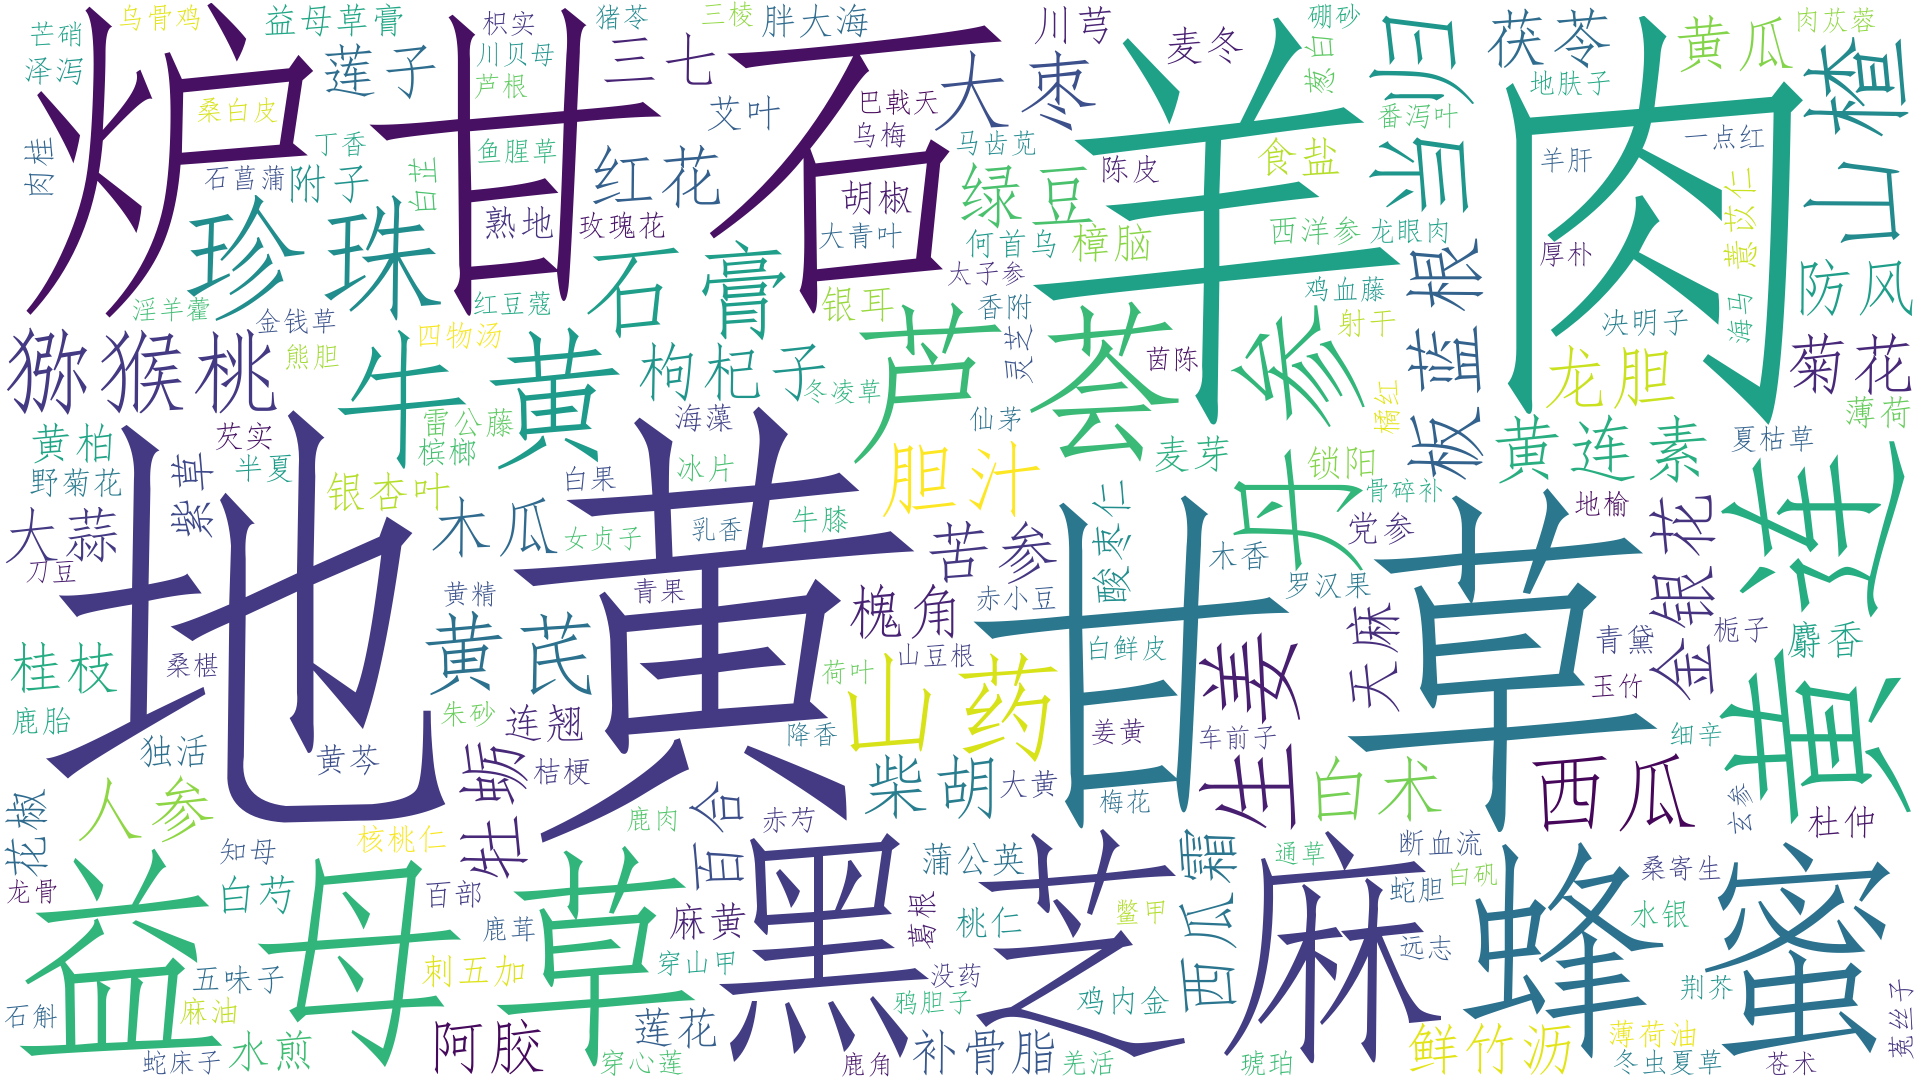 炉甘石
羊肉
地黄
甘草
益母草
黑芝麻
蜂蜜
黄连
芦荟
丹参
珍珠
牛黄
石膏
当归
山楂
猕猴桃
红花
莲子
三七
大枣
绿豆
茯苓
黄瓜
防风
菊花
龙胆
黄连素
板蓝根
枸杞子
胆汁
山药
黄芪
木瓜
大蒜
桂枝
人参
苦参
槐角
柴胡
生姜
白术
西瓜
金银花
天麻
牡蛎
百合
阿胶
莲花
补骨脂
鲜竹沥
西瓜霜
蒲公英
水煎
白芍
花椒
紫草
银杏叶
黄柏
附子
艾叶
胖大海
川芎
麦冬
益母草膏
乌骨鸡
芒硝
泽泻
桑白皮
肉桂
丁香
石菖蒲
枳实
川贝母
芦根
鱼腥草
白芷
熟地
玫瑰花
猪苓
三棱
巴戟天
乌梅
胡椒
大青叶
马齿苋
陈皮
何首乌
樟脑
食盐
葱白
硼砂
番泻叶
肉苁蓉
地肤子
一点红
羊肝
薏苡仁
西洋参
龙眼肉
厚朴
海马
决明子
鸡血藤
射干
橘红
薄荷
夏枯草
太子参
香附
银耳
灵芝
茵陈
冬凌草
仙茅
麦芽
锁阳
骨碎补
地榆
党参
酸枣仁
木香
罗汉果
赤小豆
白鲜皮
青黛
栀子
麝香
玉竹
细辛
玄参
杜仲
淫羊藿
金钱草
熊胆
四物汤
红豆蔻
雷公藤
槟榔
海藻
白果
冰片
乳香
牛膝
女贞子
芡实
半夏
野菊花
刀豆
桑椹
鹿胎
独活
黄芩
黄精
青果
朱砂
连翘
桔梗
荷叶
山豆根
降香
姜黄
大黄
车前子
梅花
鹿肉
赤芍
核桃仁
知母
龙骨
百部
鹿茸
麻黄
葛根
桃仁
鳖甲
通草
断血流
白矾
蛇胆
远志
桑寄生
水银
荆芥
菟丝子
五味子
刺五加
穿山甲
没药
鸦胆子
鸡内金
石斛
麻油
蛇床子
穿心莲
鹿角
羌活
琥珀
薄荷油
冬虫夏草
苍术